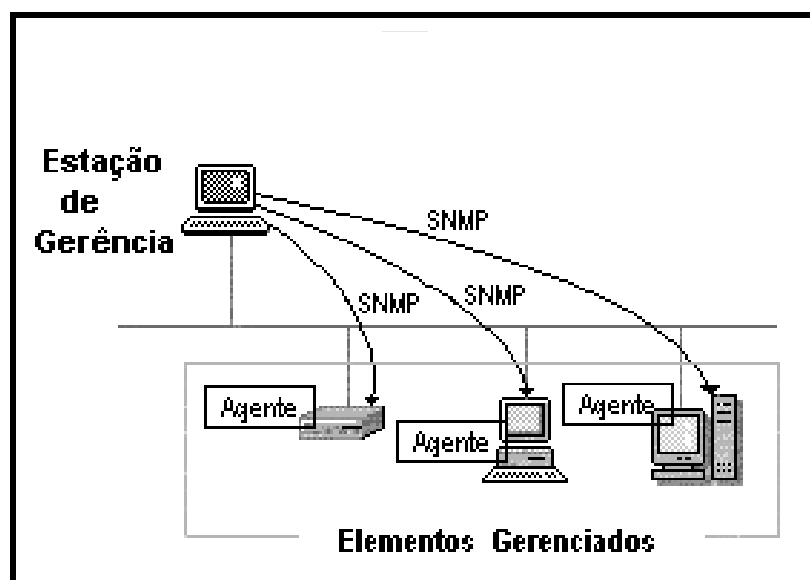 Estação
de
Gerência
SNMP
SNMP
SNMP
Agente
Agente
Agente
Elementos Gerenciados